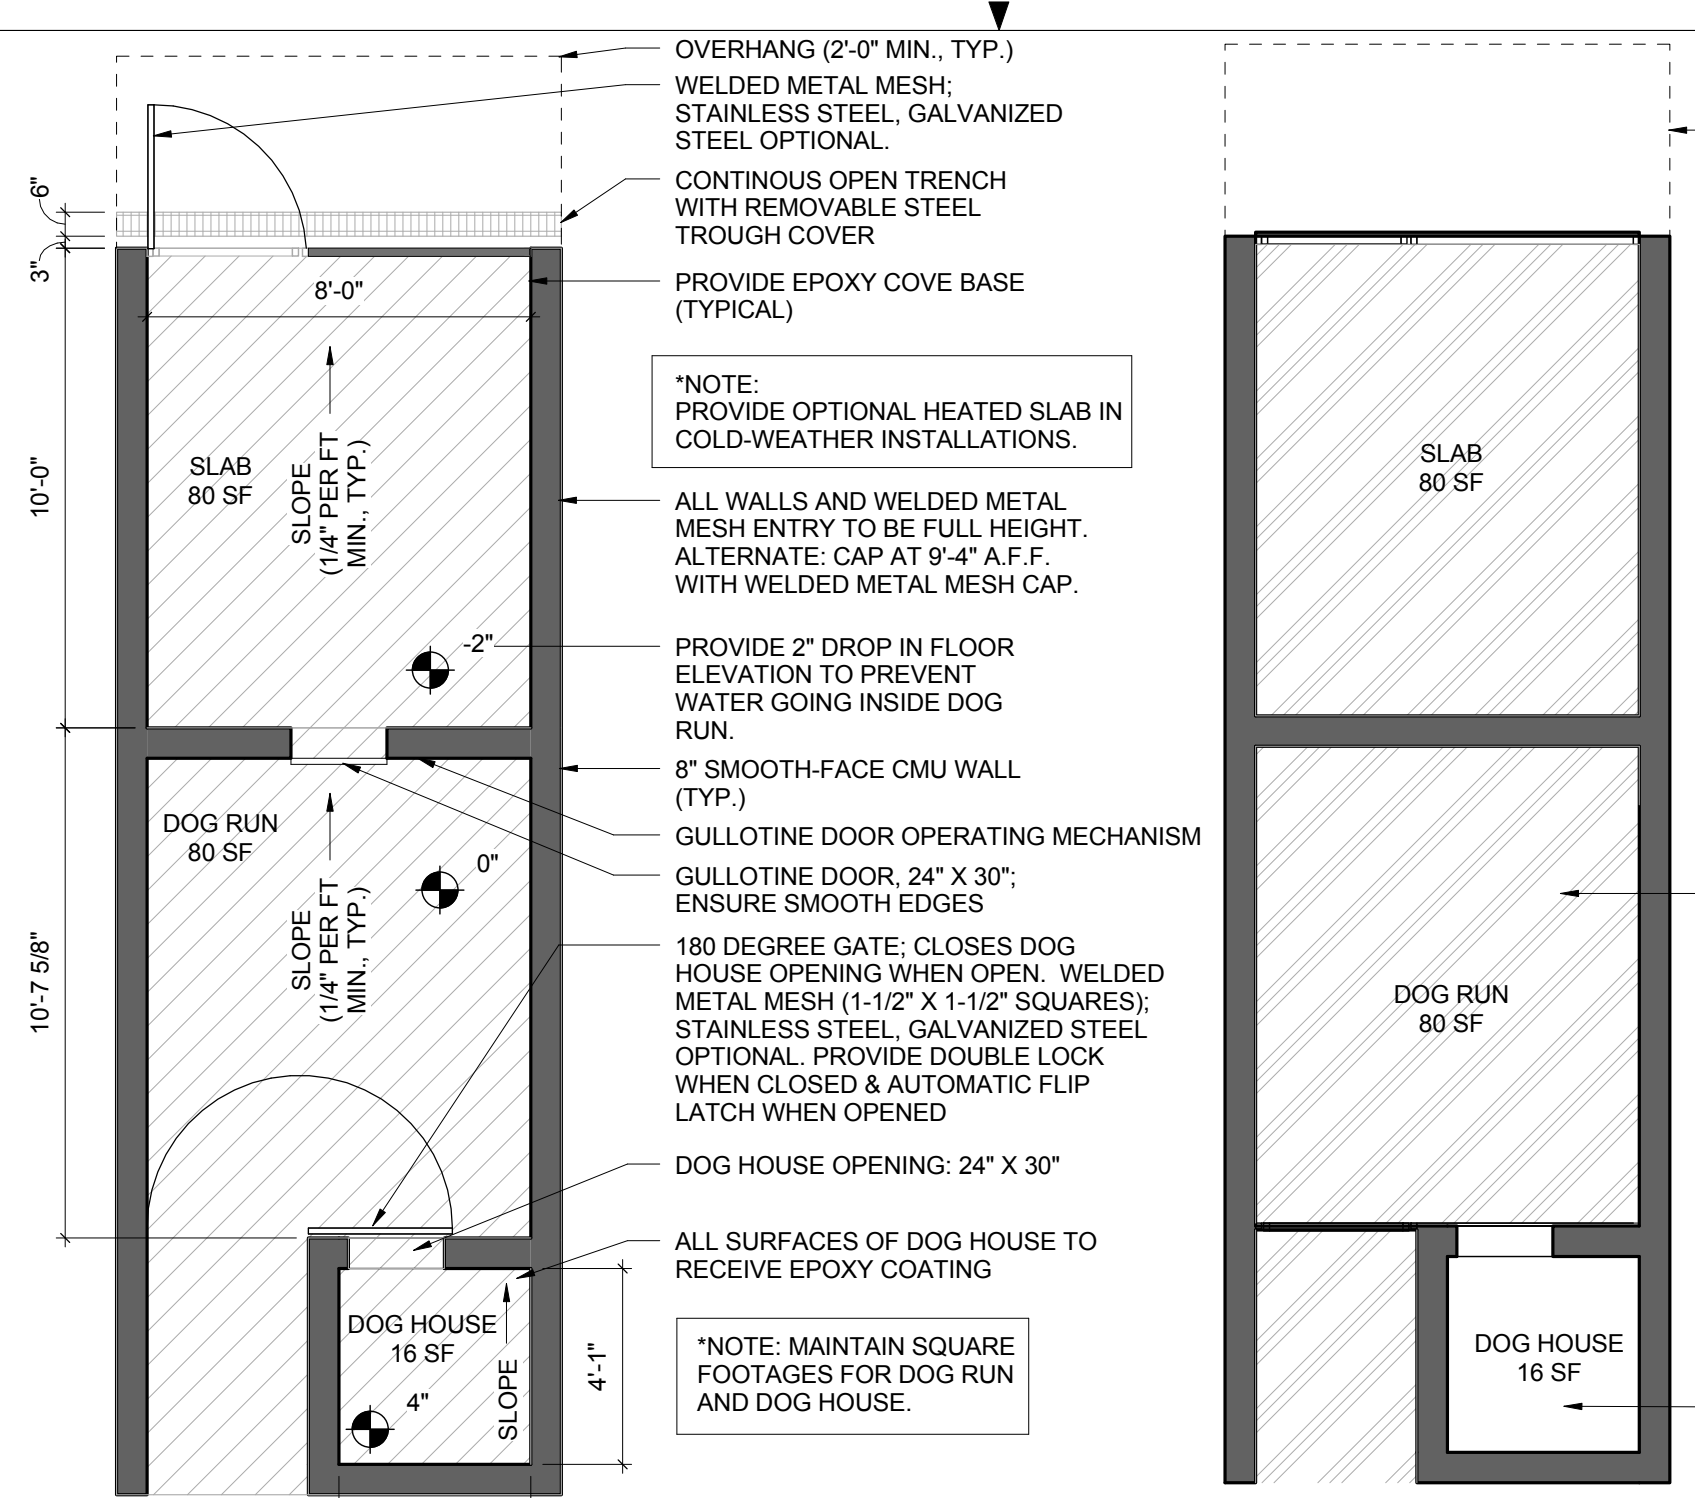 OVERHANG (2'-0" MIN., TYP.)
WELDED METAL MESH;
STAINLESS STEEL, GALVANIZED
STEEL OPTIONAL.
CONTINOUS OPEN TRENCH
WITH REMOVABLE STEEL
TROUGH COVER
PROVIDE EPOXY COVE BASE
(TYPICAL)
*NOTE:
PROVIDE OPTIONAL HEATED SLAB IN
COLD-WEATHER INSTALLATIONS.
ALL WALLS AND WELDED METAL
MESH ENTRY TO BE FULL HEIGHT.
ALTERNATE: CAP AT 9'-4" A.F.F.
WITH WELDED METAL MESH CAP.
PROVIDE 2" DROP IN FLOOR
ELEVATION TO PREVENT
WATER GOING INSIDE DOG
RUN.
8" SMOOTH-FACE CMU WALL
(TYP.)
GULLOTINE DOOR OPERATING MECHANISM
GULLOTINE DOOR, 24" X 30";
ENSURE SMOOTH EDGES
180 DEGREE GATE; CLOSES DOG
HOUSE OPENING WHEN OPEN.  WELDED
METAL MESH (1-1/2" X 1-1/2" SQUARES);
STAINLESS STEEL, GALVANIZED STEEL
OPTIONAL. PROVIDE DOUBLE LOCK
WHEN CLOSED & AUTOMATIC FLIP
LATCH WHEN OPENED
DOG HOUSE OPENING: 24" X 30"
ALL SURFACES OF DOG HOUSE TO
RECEIVE EPOXY COATING
*NOTE: MAINTAIN SQUARE
FOOTAGES FOR DOG RUN
AND DOG HOUSE.
6"
3"
10'-0"
10'-7 5/8"
8'-0"
SLAB
80 SF
SLOPE
(1/4" PER FT
MIN., TYP.)
-2"
DOG RUN
80 SF
SLOPE
(1/4" PER FT
MIN., TYP.)
0"
DOG HOUSE
16 SF
4"
SLOPE
4'-1"
SLAB
80 SF
DOG RUN
80 SF
DOG HOUSE
16 SF